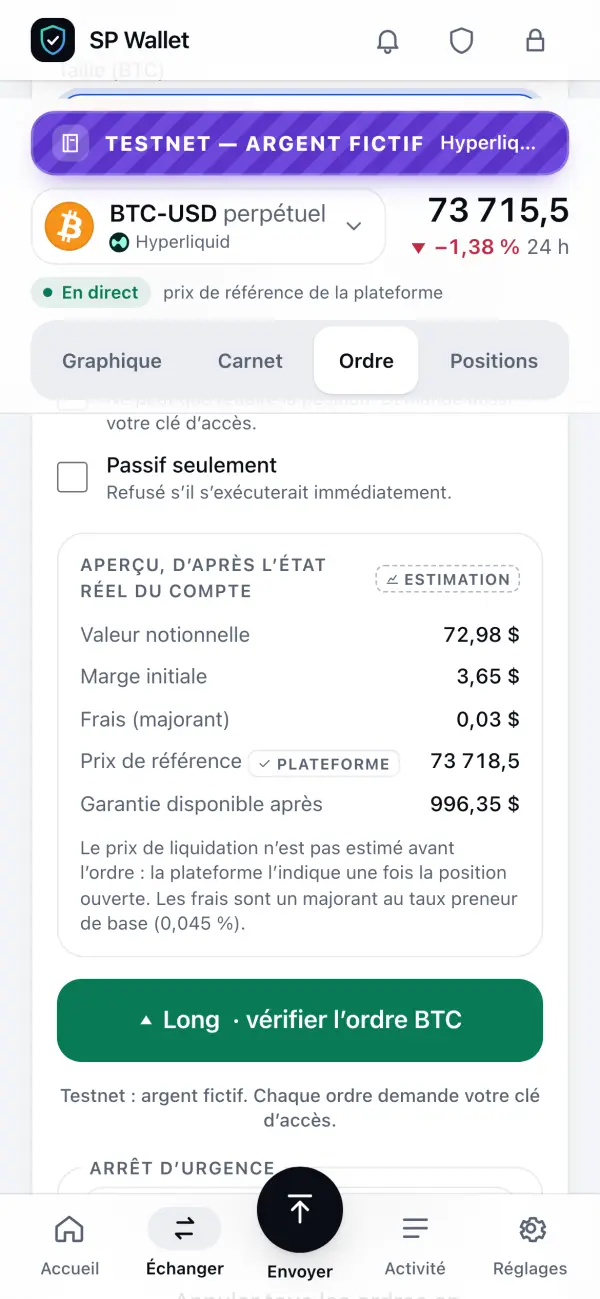 SP Wallet
taille (BTC)
TESTNET — ARGENT FICTIF Hyperliq...
BTC-USD perpétuel
73 715,5
Hyperliquid
▼ −1,38 % 24 h
En direct prix de référence de la plateforme
Graphique Carnet Ordre Positions
votre clé d’accès.
Passif seulement
Refusé s’il s’exécuterait immédiatement.
APERÇU, D’APRÈS L’ÉTAT
RÉEL DU COMPTE
ESTIMATION
Valeur notionnelle 72,98 $
Marge initiale 3,65 $
Frais (majorant) 0,03 $
Prix de référence PLATEFORME 73 718,5
Garantie disponible après 996,35 $
Le prix de liquidation n’est pas estimé avant
l’ordre : la plateforme l’indique une fois la position
ouverte. Les frais sont un majorant au taux preneur
de base (0,045 %).
▲ Long · vérifier l’ordre BTC
Testnet : argent fictif. Chaque ordre demande votre clé
d’accès.
ARRÊT D’URGENCE
Accueil Échanger Envoyer Activité Réglages